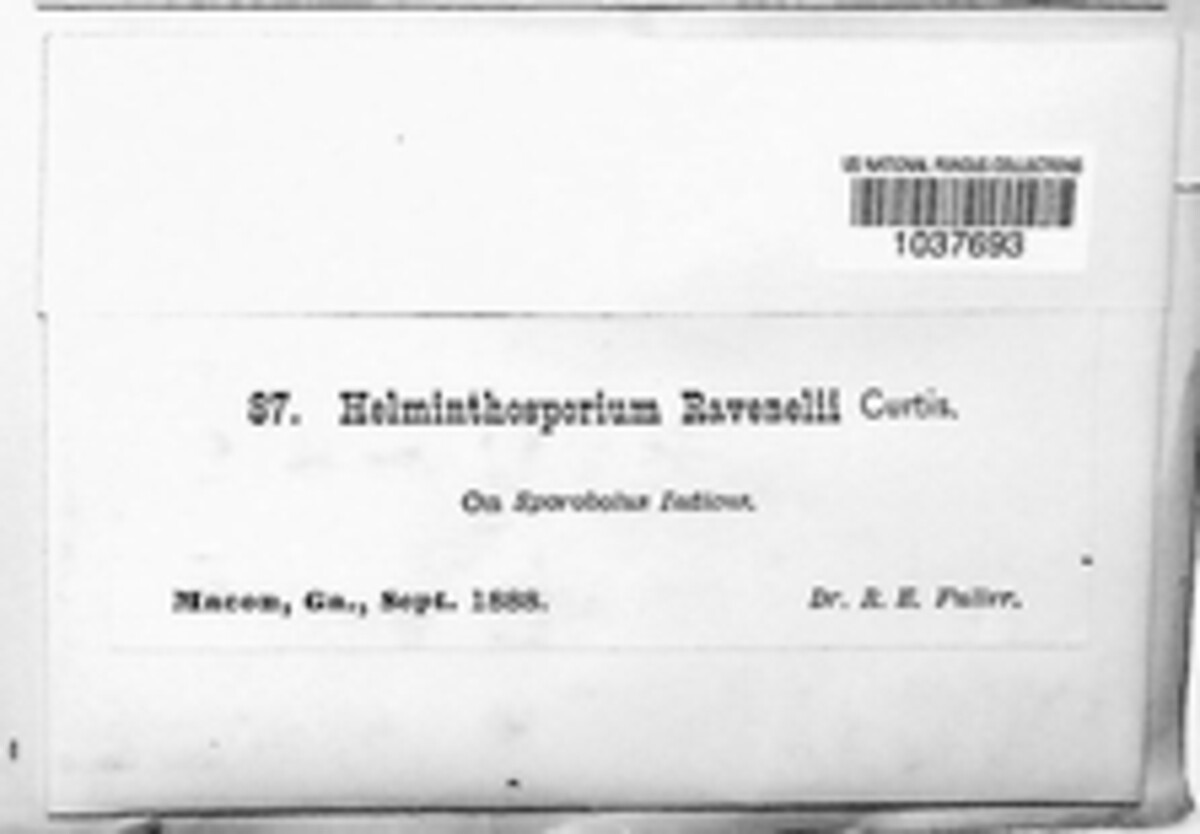 US NATIONAL FUNGUS COLLECTIONS
1037693
87. Helminthosporium Ravenelii Curtis.
On Sporobolus Indicus.
Macon, Ga., Sept. 1888.
Dr. R. E. Fuller.